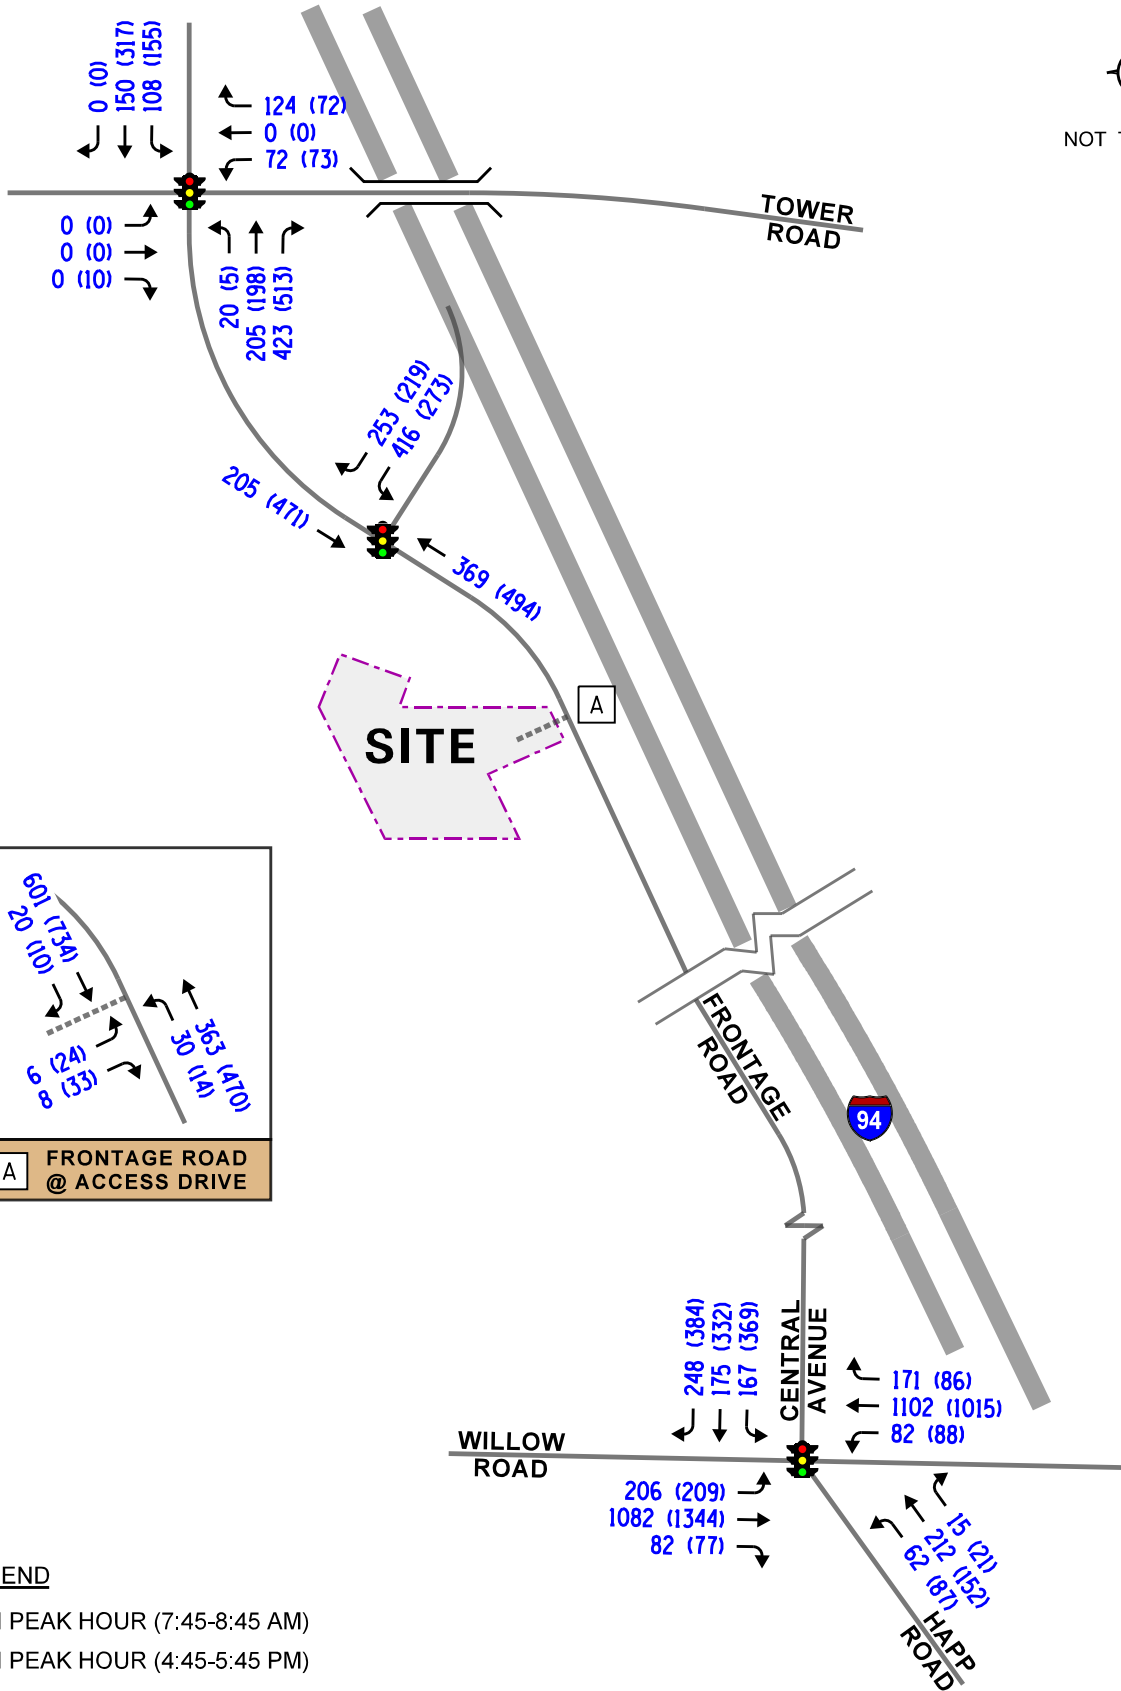 0 (0)
150 (317)
108 (155)
124 (72)
0 (0)
72 (73)
NOT
TOWER
ROAD
0 (0)
0 (0)
0 (10)
20 (5)
205 (198)
423 (513)
253 (219)
416 (273)
205 (471)
369 (494)
A
SITE
601 (734)
20 (10)
6 (24)
8 (33)
363 (470)
30 (14)
A
FRONTAGE ROAD
@ ACCESS DRIVE
FRONTAGE
ROAD
94
248 (384)
175 (332)
167 (369)
CENTRAL
AVENUE
171 (86)
1102 (1015)
82 (88)
WILLOW
ROAD
206 (209)
1082 (1344)
82 (77)
15 (21)
212 (152)
62 (87)
HAPP
ROAD
END
PEAK HOUR (7:45-8:45 AM)
PEAK HOUR (4:45-5:45 PM)